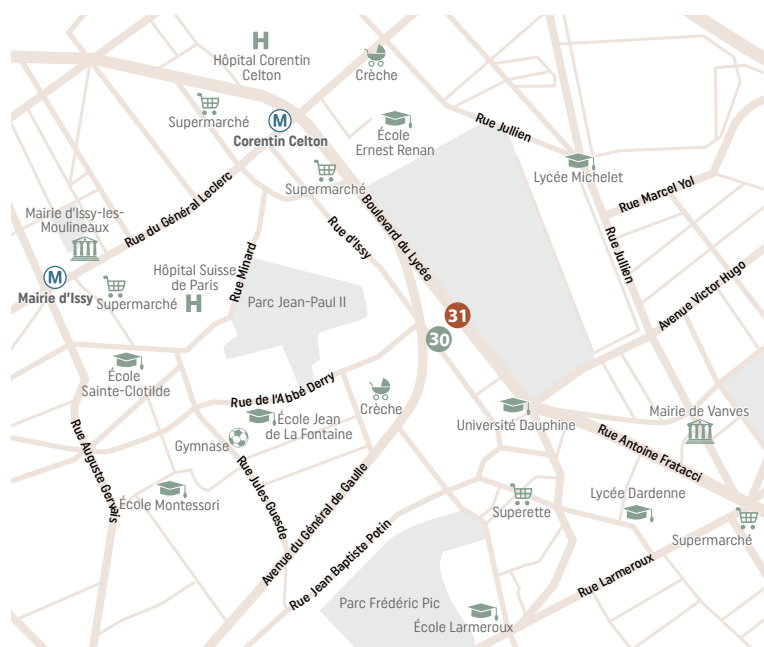 H
Hôpital Corentin
Celton
Crèche
Supermarché
M
Corentin Celton
École
Ernest Renan
Rue Jullien
Lycée Michelet
Supermarché
Rue Marcel Yol
Boulevard du Lycée
Rue du Général Leclerc
Rue d'Issy
Mairie d'Issy-les-
Moulineaux
Rue Minard
Rue Jullien
M
Mairie d'Issy
Supermarché
Hôpital Suisse
de Paris
H
Parc Jean-Paul II
Avenue Victor Hugo
31
30
École
Sainte-Clotilde
Rue de l'Abbé Derry
Crèche
École Jean
de La Fontaine
Gymnase
Université Dauphine
Mairie de Vanves
Rue Antoine Fratacci
Rue Auguste Gervais
École Montessori
Rue Jules Guesde
Avenue du Général de Gaulle
Superette
Lycée Dardenne
Supermarché
Rue Jean Baptiste Potin
Rue Larmeroux
Parc Frédéric Pic
École Larmeroux